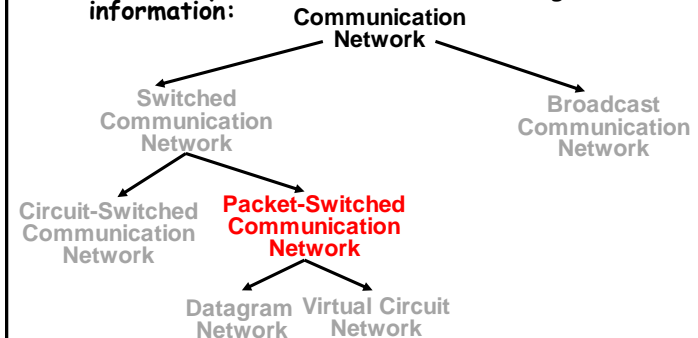 information:
Communication
Network
Switched
Communication
Network
Broadcast
Communication
Network
Circuit-Switched
Communication
Network
Packet-Switched
Communication
Network
Datagram
Network
Virtual Circuit
Network